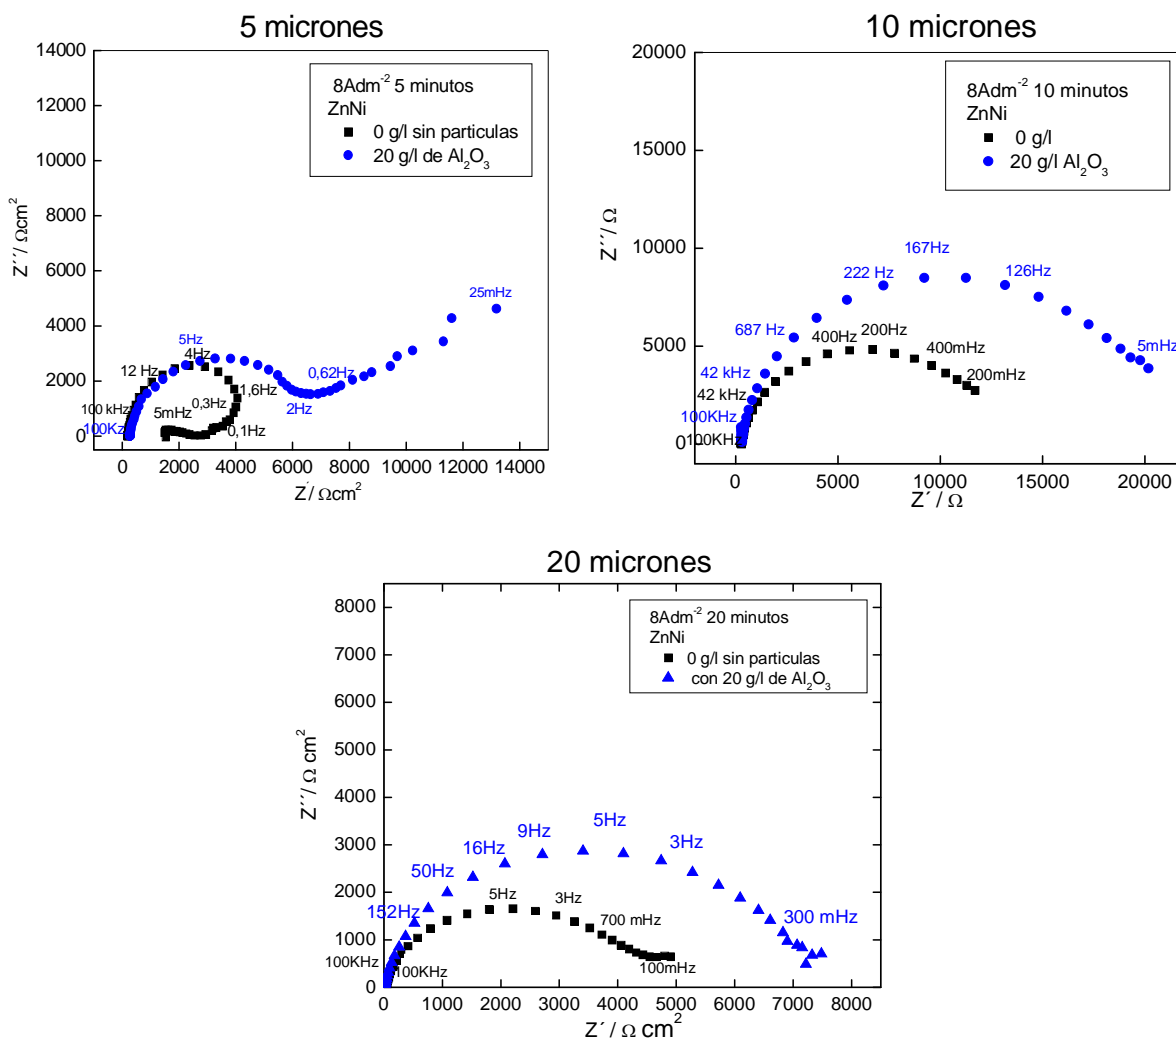 5 micrones
14000
12000
10000
8000
6000
4000
2000
0
Z´´/ Ωcm²
8Adm⁻² 5 minutos
ZnNi
0 g/l sin particulas
20 g/l de Al₂O₃
25mHz
5Hz
4Hz
12 Hz
0,62Hz
1,6Hz
0,3Hz
2Hz
100 kHz
5mHz
100Kz
0,1Hz
0 2000 4000 6000 8000 10000 12000 14000
Z´/ Ωcm²
10 micrones
20000
15000
10000
5000
0
Z´´/ Ω
8Adm⁻² 10 minutos
ZnNi
0 g/l
20 g/l Al₂O₃
167Hz
222 Hz
126Hz
687 Hz
400Hz
200Hz
400mHz
5mHz
42 kHz
200mHz
42 kHz
100KHz
100KHz
0 5000 10000 15000 20000
Z´ / Ω
20 micrones
8000
7000
6000
5000
4000
3000
2000
1000
0
Z´´/ Ω cm²
8Adm⁻² 20 minutos
ZnNi
0 g/l sin particulas
con 20 g/l de Al₂O₃
5Hz
9Hz
16Hz
3Hz
50Hz
5Hz
3Hz
152Hz
700 mHz
300 mHz
100KHz
100KHz
100mHz
0 1000 2000 3000 4000 5000 6000 7000 8000
Z´ / Ω cm²